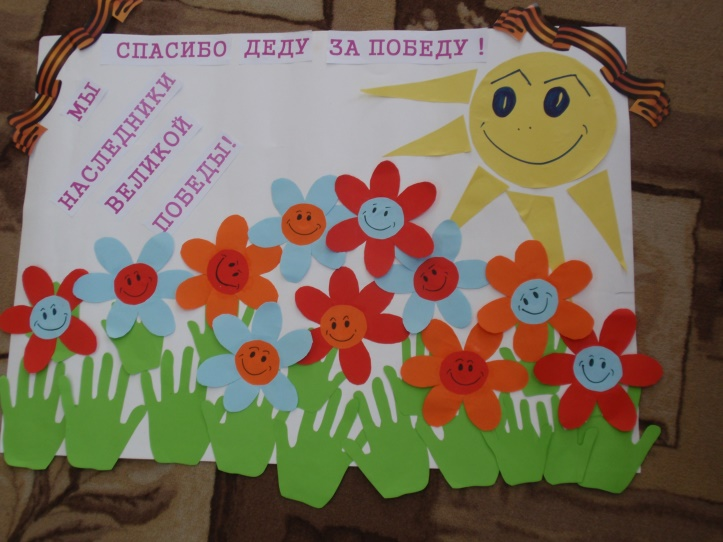 СПАСИБО ДЕДУ ЗА ПОБЕДУ !
МЫ
НАСЛЕДНИКИ
ВЕЛИКОЙ
ПОБЕДЫ!